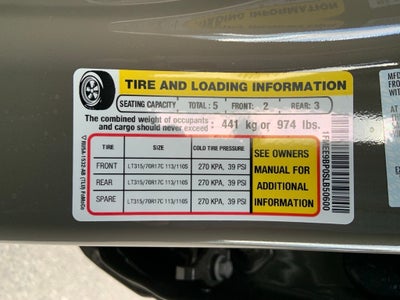 TIRE AND LOADING INFORMATION
SEATING CAPACITY TOTAL: 5 FRONT: 2 REAR: 3
The combined weight of occupants
and cargo should never exceed 441 kg or 974 lbs.
TIRE SIZE COLD TIRE PRESSURE
FRONT LT315/70R17C 113/110S 270 KPA, 39 PSI
REAR LT315/70R17C 113/110S 270 KPA, 39 PSI
SPARE LT315/70R17C 113/110S 270 KPA, 39 PSI
SEE OWNERS
MANUAL FOR
ADDITIONAL
INFORMATION
MFD